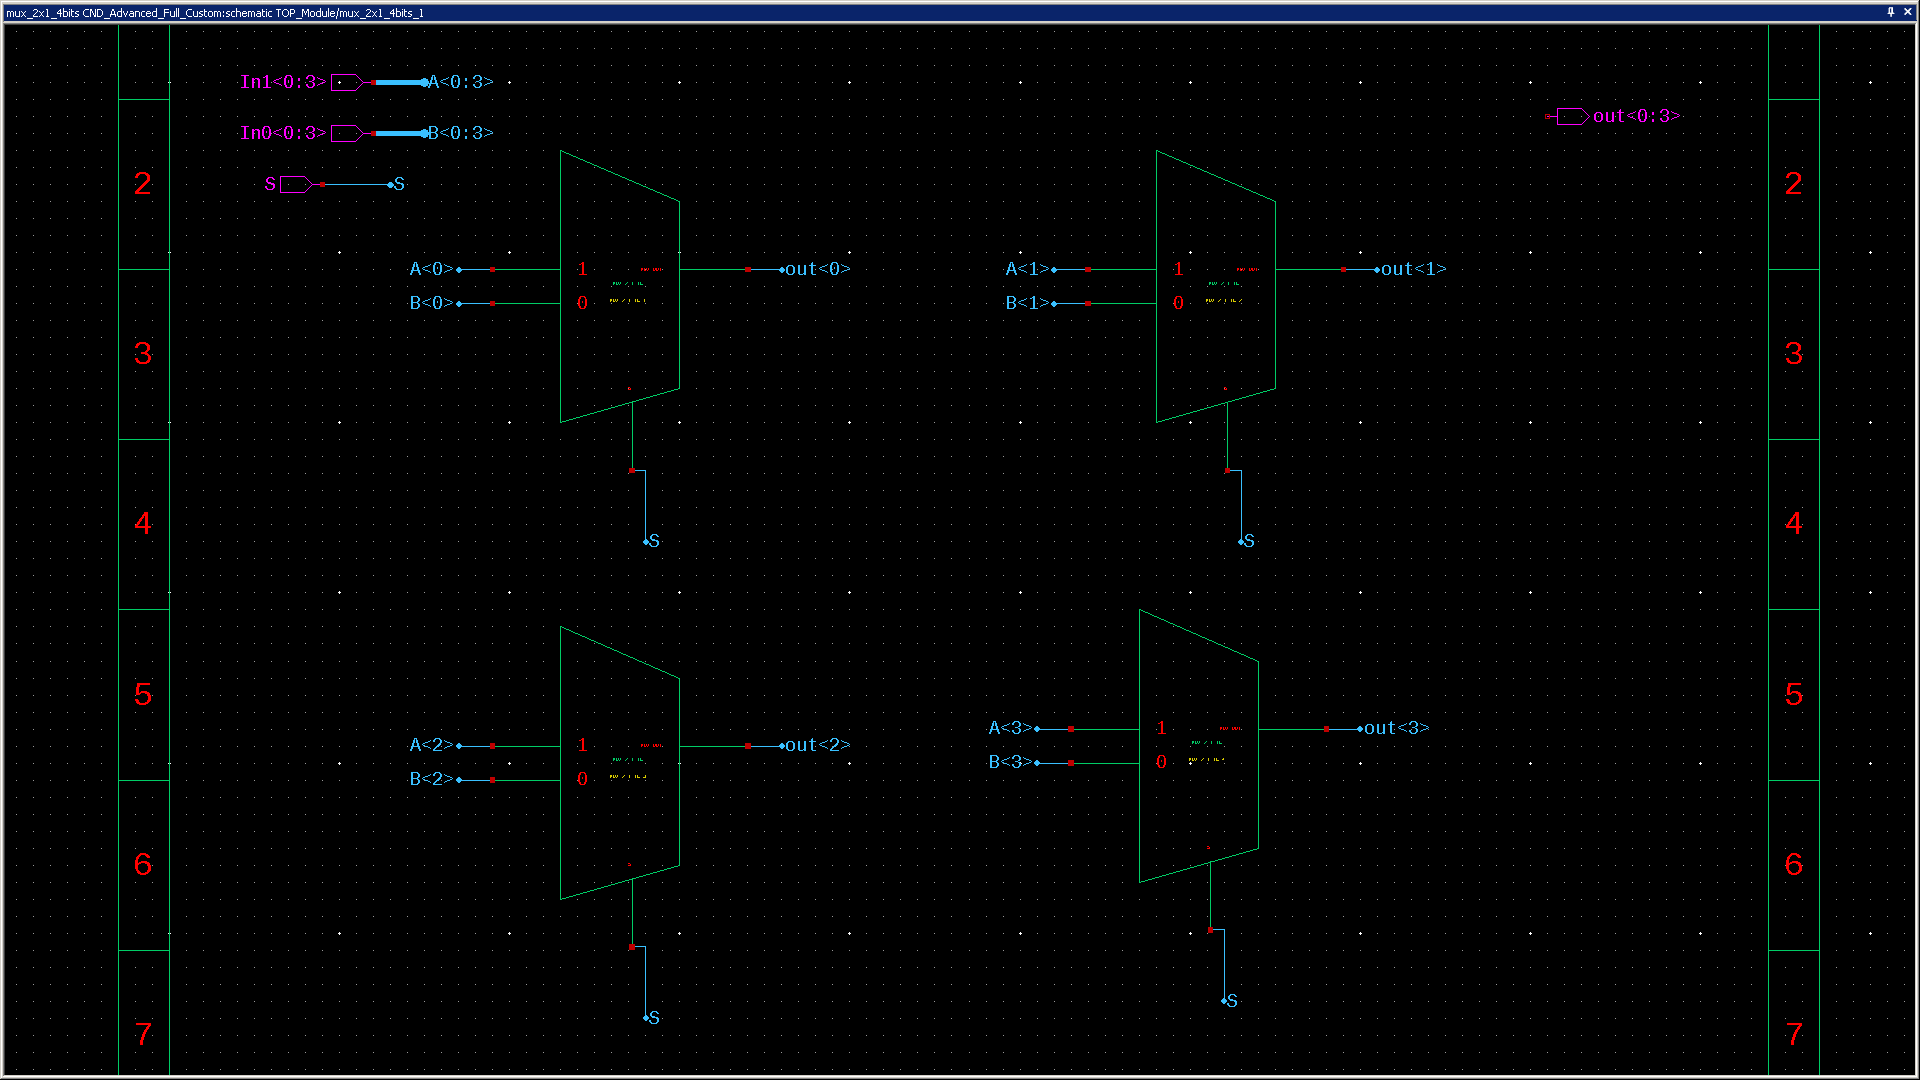 mux_2x1_4bits CND_Advanced_Full_Custom:schematic TOP_Module/mux_2x1_4bits_1
In1<0:3> A<0:3>
out<0:3>
In0<0:3> B<0:3>
2 S S 2
A<0> 1 out<0> A<1> 1 out<1>
B<0> 0 B<1> 0
3 3
4 4
S S
5 5
A<3> 1 out<3>
A<2> 1 out<2>
B<3> 0
B<2> 0
6 6
S
S
7 7